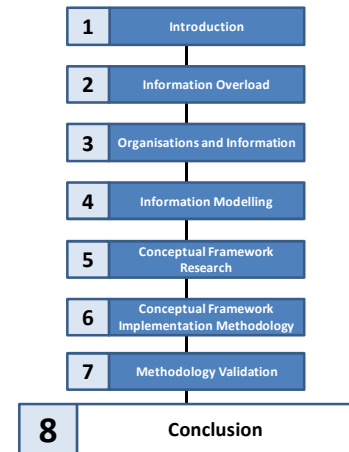 1 Introduction
2 Information Overload
3 Organisations and Information
4 Information Modelling
5 Conceptual Framework
Research
6 Conceptual Framework
Implementation Methodology
7 Methodology Validation
8 Conclusion